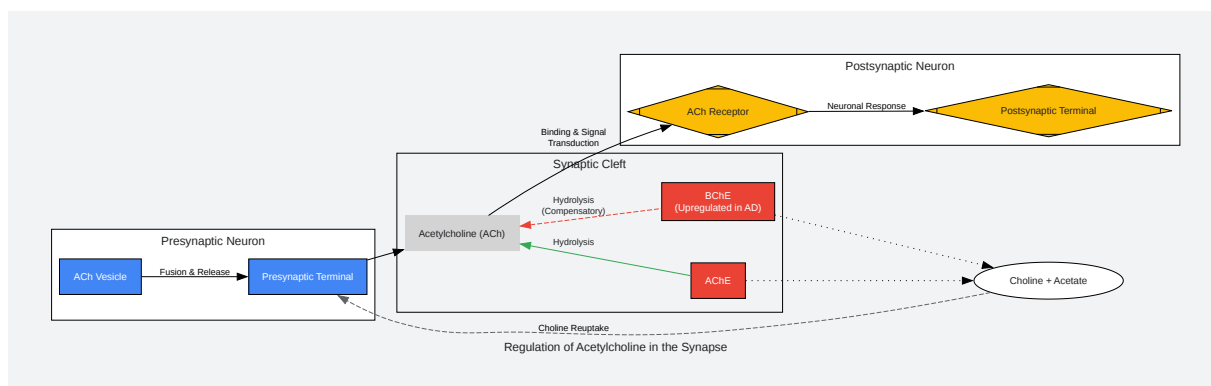 Postsynaptic Neuron
ACh Receptor
Neuronal Response
Postsynaptic Terminal
Binding & Signal
Transduction
Synaptic Cleft
BChE
(Upregulated in AD)
Hydrolysis
(Compensatory)
Acetylcholine (ACh)
Hydrolysis
Presynaptic Neuron
ACh Vesicle
Fusion & Release
Presynaptic Terminal
AChE
Choline + Acetate
Choline Reuptake
Regulation of Acetylcholine in the Synapse